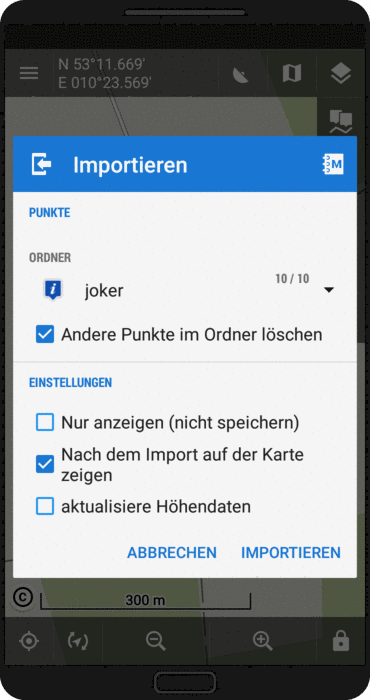 N 53°11.669'
E 010°23.569'
Importieren
M
PUNKTE
ORDNER
i
joker
10 / 10
Andere Punkte im Ordner löschen
EINSTELLUNGEN
Nur anzeigen (nicht speichern)
Nach dem Import auf der Karte
zeigen
aktualisiere Höhendaten
ABBRECHEN
IMPORTIEREN
©
300 m